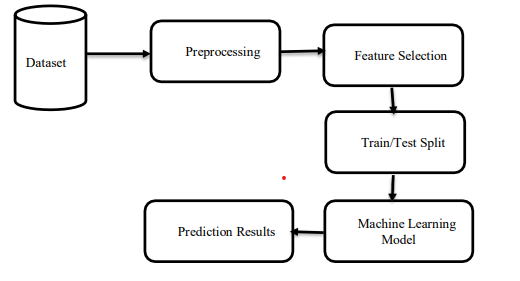 Dataset
Preprocessing
Feature Selection
Train/Test Split
Machine Learning
Model
Prediction Results